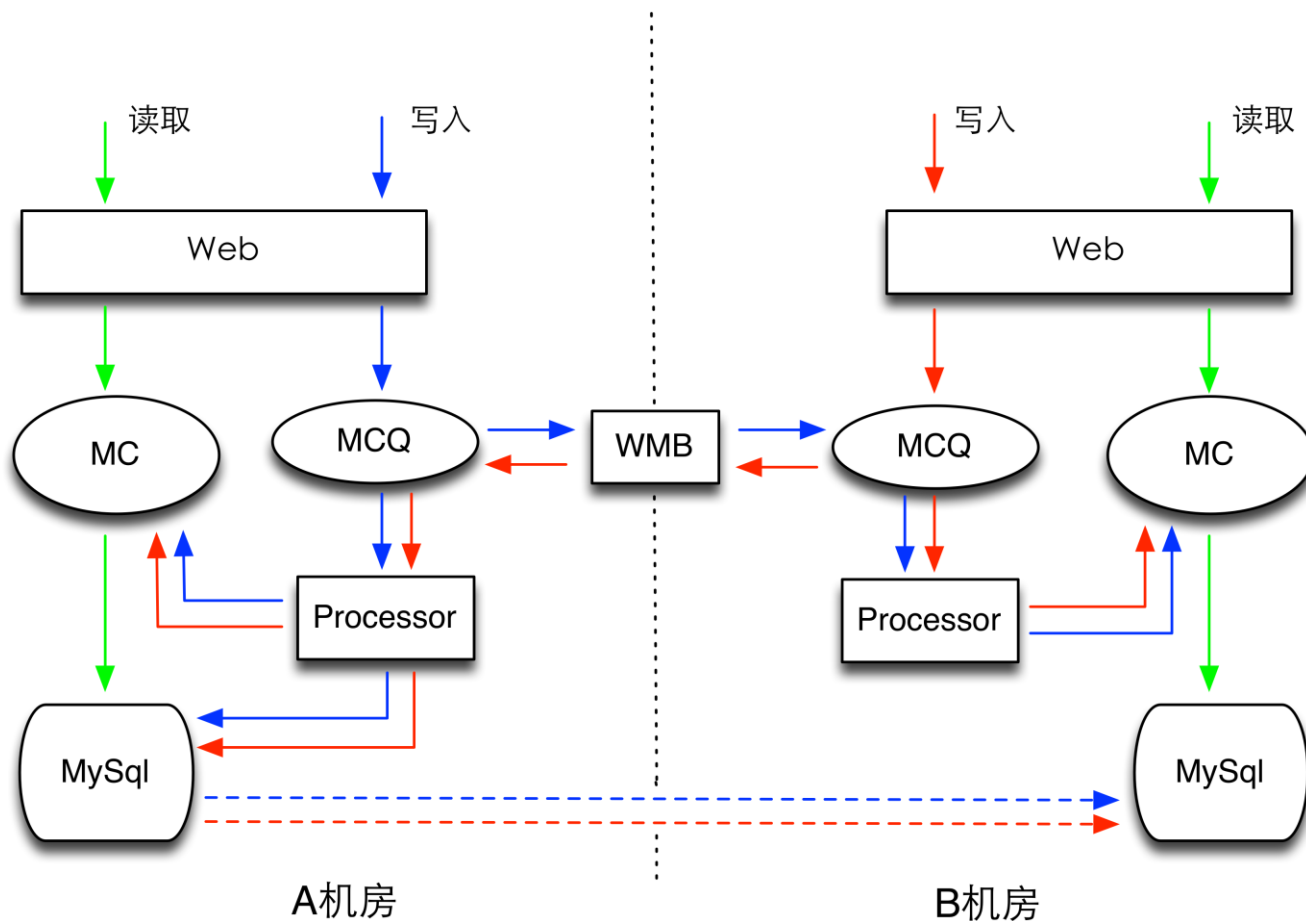 读取
写入
写入
读取
Web
Web
MC
MCQ
WMB
MCQ
MC
Processor
Processor
MySql
MySql
A机房
B机房